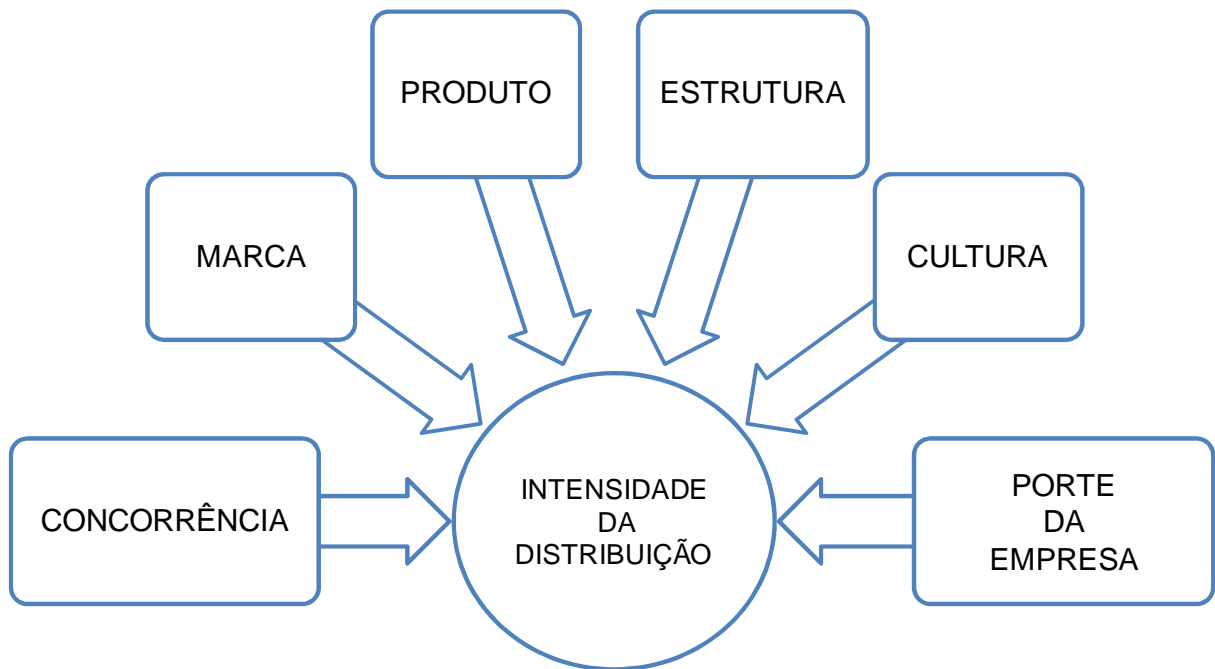 PRODUTO
ESTRUTURA
MARCA
CULTURA
CONCORRÊNCIA
INTENSIDADE
DA
DISTRIBUIÇÃO
PORTE
DA
EMPRESA